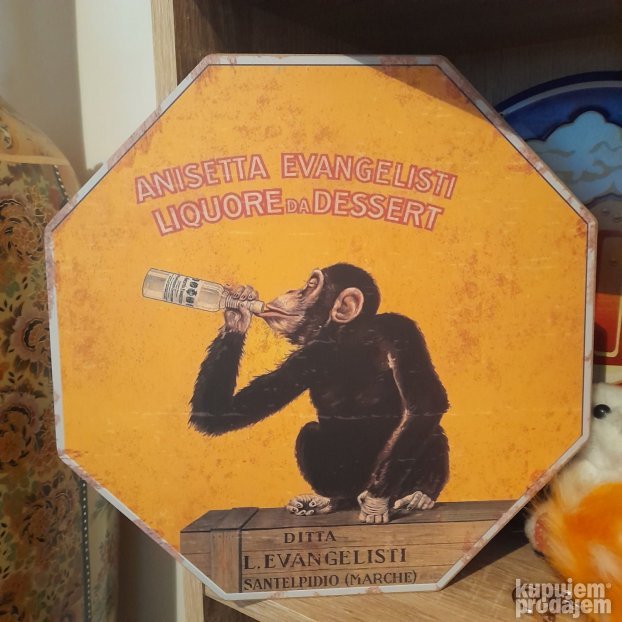 ANISETTA EVANGELISTI
LIQUORE DA DESSERT
DITTA
L. EVANGELISTI
SANTELPIDIO (MARCHE)
kupujem
prodajem